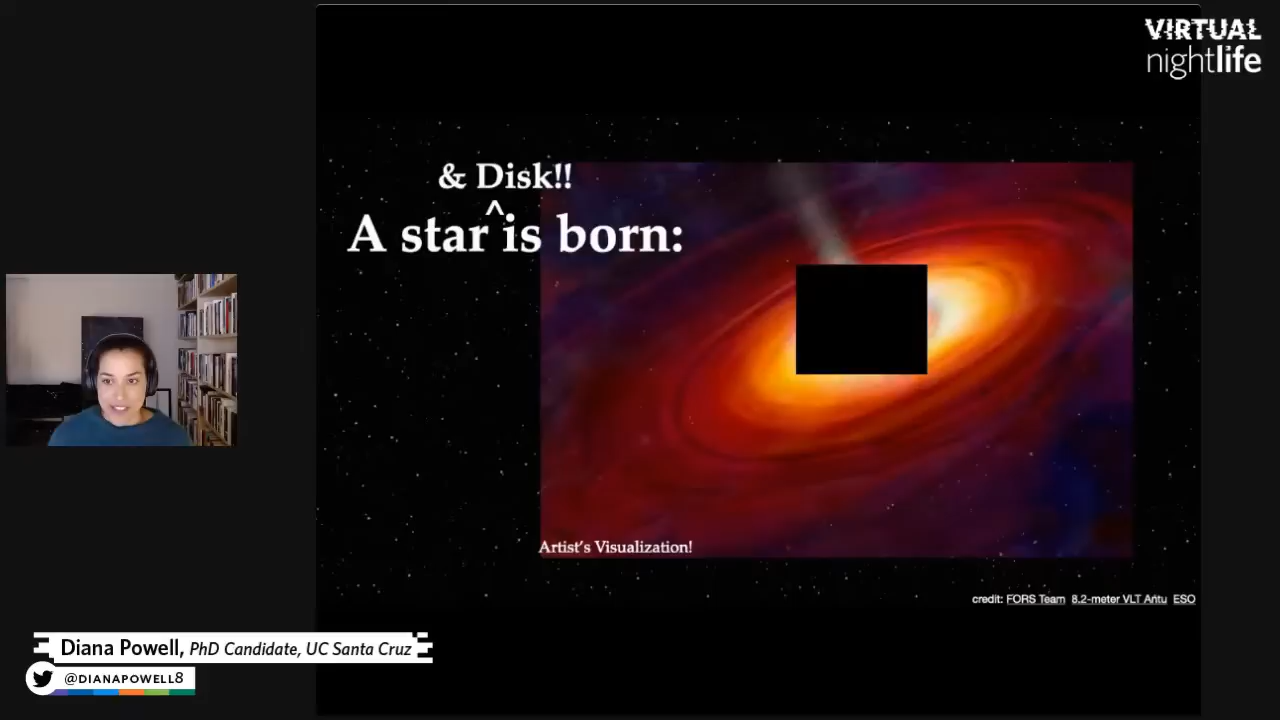 VIRTUAL
nightlife
& Disk!!
^
A star is born:
Artist's Visualization!
credit: FORS Team 8.2-meter VLT Antu ESO
Diana Powell, PhD Candidate, UC Santa Cruz
@DIANAPOWELL8